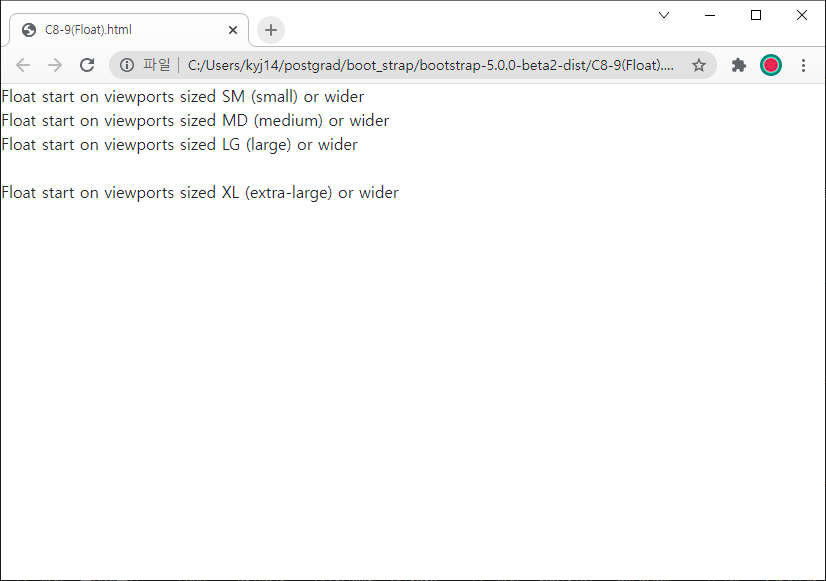 C8-9(Float).html
파일 C:/Users/kyj14/postgrad/boot_strap/bootstrap-5.0.0-beta2-dist/C8-9(Float)....
Float start on viewports sized SM (small) or wider
Float start on viewports sized MD (medium) or wider
Float start on viewports sized LG (large) or wider
Float start on viewports sized XL (extra-large) or wider